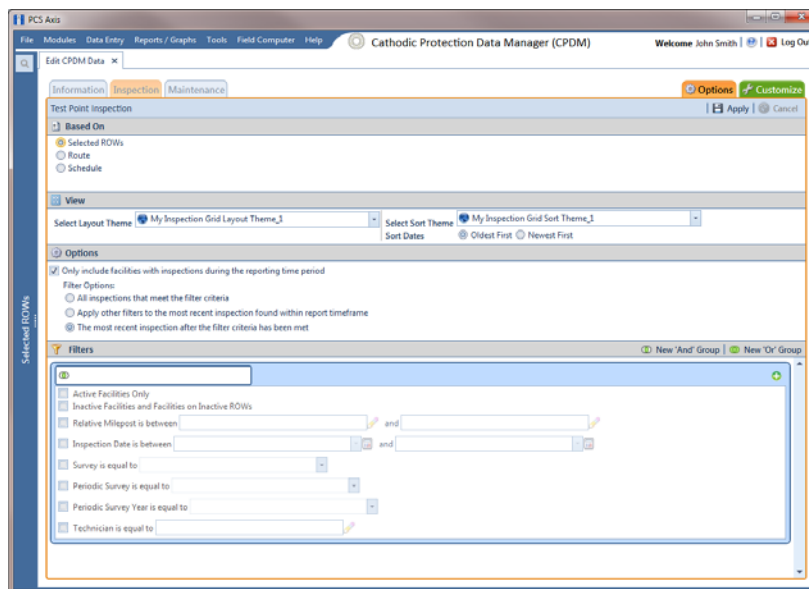 PCS Axis
File Modules Data Entry Reports / Graphs Tools Field Computer Help Cathodic Protection Data Manager (CPDM) Welcome John Smith Log Ou
Edit CPDM Data
Information Inspection Maintenance Options Customize
Test Point Inspection Apply Cancel
Based On
Selected ROWs
Route
Schedule
View
Select Layout Theme My Inspection Grid Layout Theme_1 Select Sort Theme My Inspection Grid Sort Theme_1
Sort Dates Oldest First Newest First
Options
Only include facilities with inspections during the reporting time period
Filter Options:
All inspections that meet the filter criteria
Apply other filters to the most recent inspection found within report timeframe
The most recent inspection after the filter criteria has been met
Selected ROWs
Filters New 'And' Group New 'Or' Group
Active Facilities Only
Inactive Facilities and Facilities on Inactive ROWs
Relative Milepost is between and
Inspection Date is between and
Survey is equal to
Periodic Survey is equal to
Periodic Survey Year is equal to
Technician is equal to